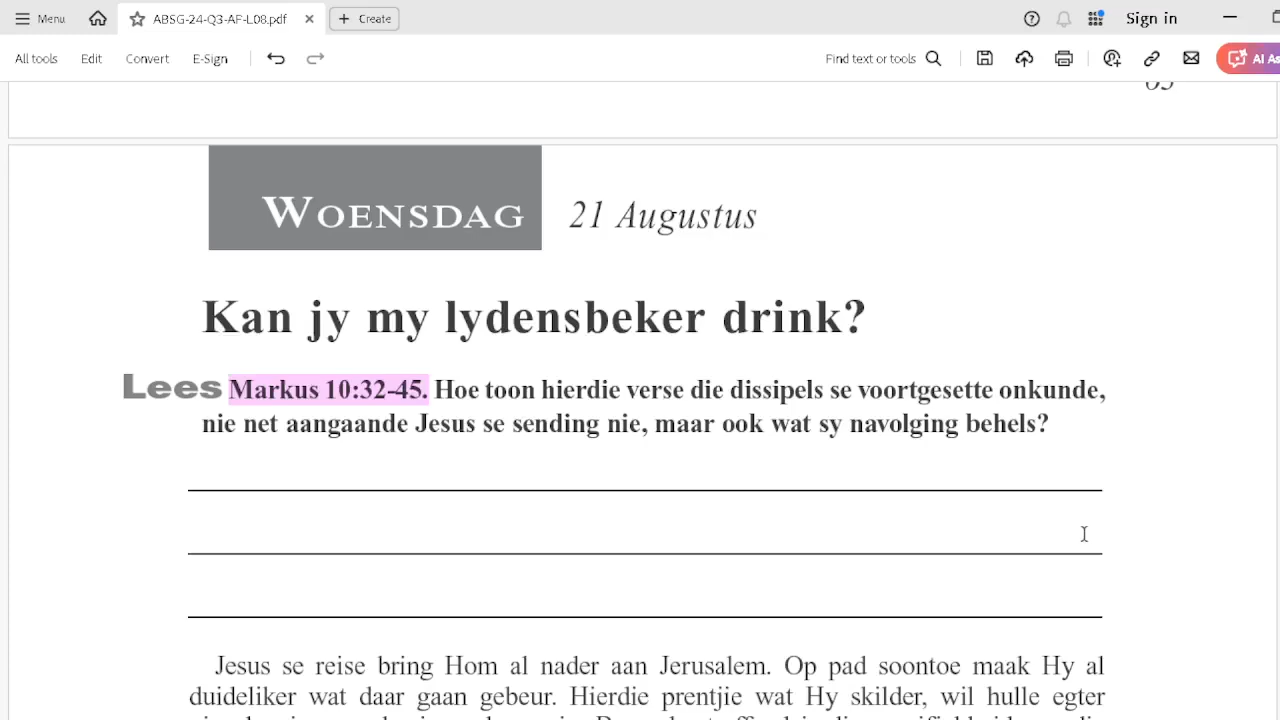 Menu
ABSG-24-Q3-AF-L08.pdf
Create
Sign in
All tools
Edit
Convert
E-Sign
Find text or tools
WOENSDAG
21 Augustus
Kan jy my lydensbeker drink?
Lees Markus 10:32-45. Hoe toon hierdie verse die dissipels se voortgesette onkunde,
nie net aangaande Jesus se sending nie, maar ook wat sy navolging behels?
Jesus se reise bring Hom al nader aan Jerusalem. Op pad soontoe maak Hy al
duideliker wat daar gaan gebeur. Hierdie prentjie wat Hy skilder, wil hulle egter